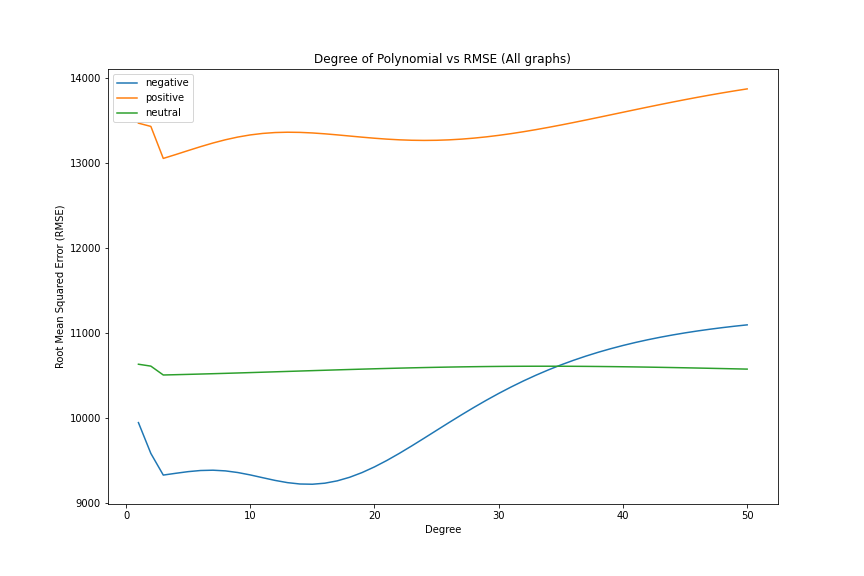 Degree of Polynomial vs RMSE (All graphs)
negative
positive
neutral
14000
13000
12000
11000
10000
9000
Root Mean Squared Error (RMSE)
0 10 20 30 40 50
Degree